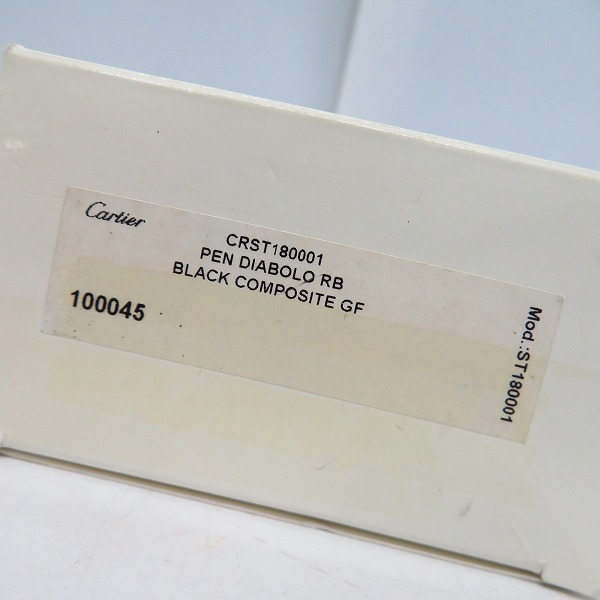 Cartier
CRST180001
PEN DIABOLO RB
BLACK COMPOSITE GF
100045
Mod.:ST180001